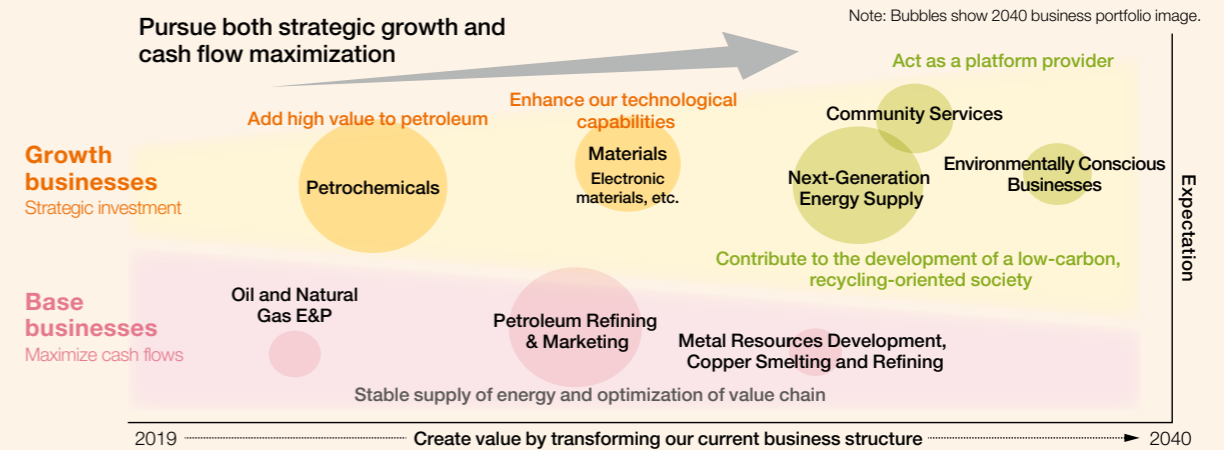 Note: Bubbles show 2040 business portfolio image.
Pursue both strategic growth and
cash flow maximization
Act as a platform provider
Enhance our technological
capabilities
Add high value to petroleum
Community Services
Growth
businesses
Strategic investment
Petrochemicals
Materials
Electronic
materials, etc.
Next-Generation
Energy Supply
Environmentally Conscious
Businesses
Expectation
Contribute to the development of a low-carbon,
recycling-oriented society
Base
businesses
Maximize cash flows
Oil and Natural
Gas E&P
Petroleum Refining
& Marketing
Metal Resources Development,
Copper Smelting and Refining
Stable supply of energy and optimization of value chain
2019
Create value by transforming our current business structure
2040